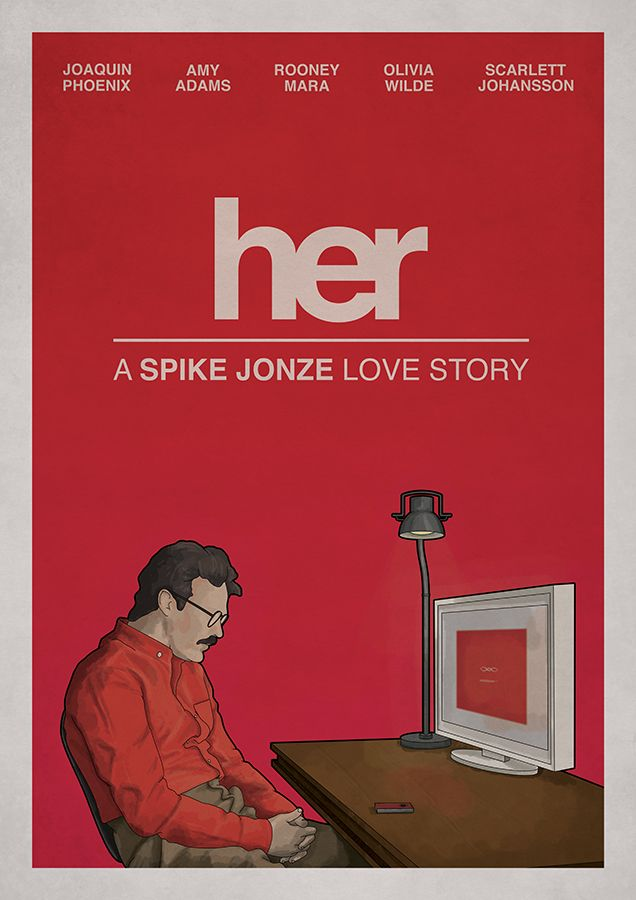 JOAQUIN PHOENIX
AMY ADAMS
ROONEY MARA
OLIVIA WILDE
SCARLETT JOHANSSON
her
A SPIKE JONZE LOVE STORY